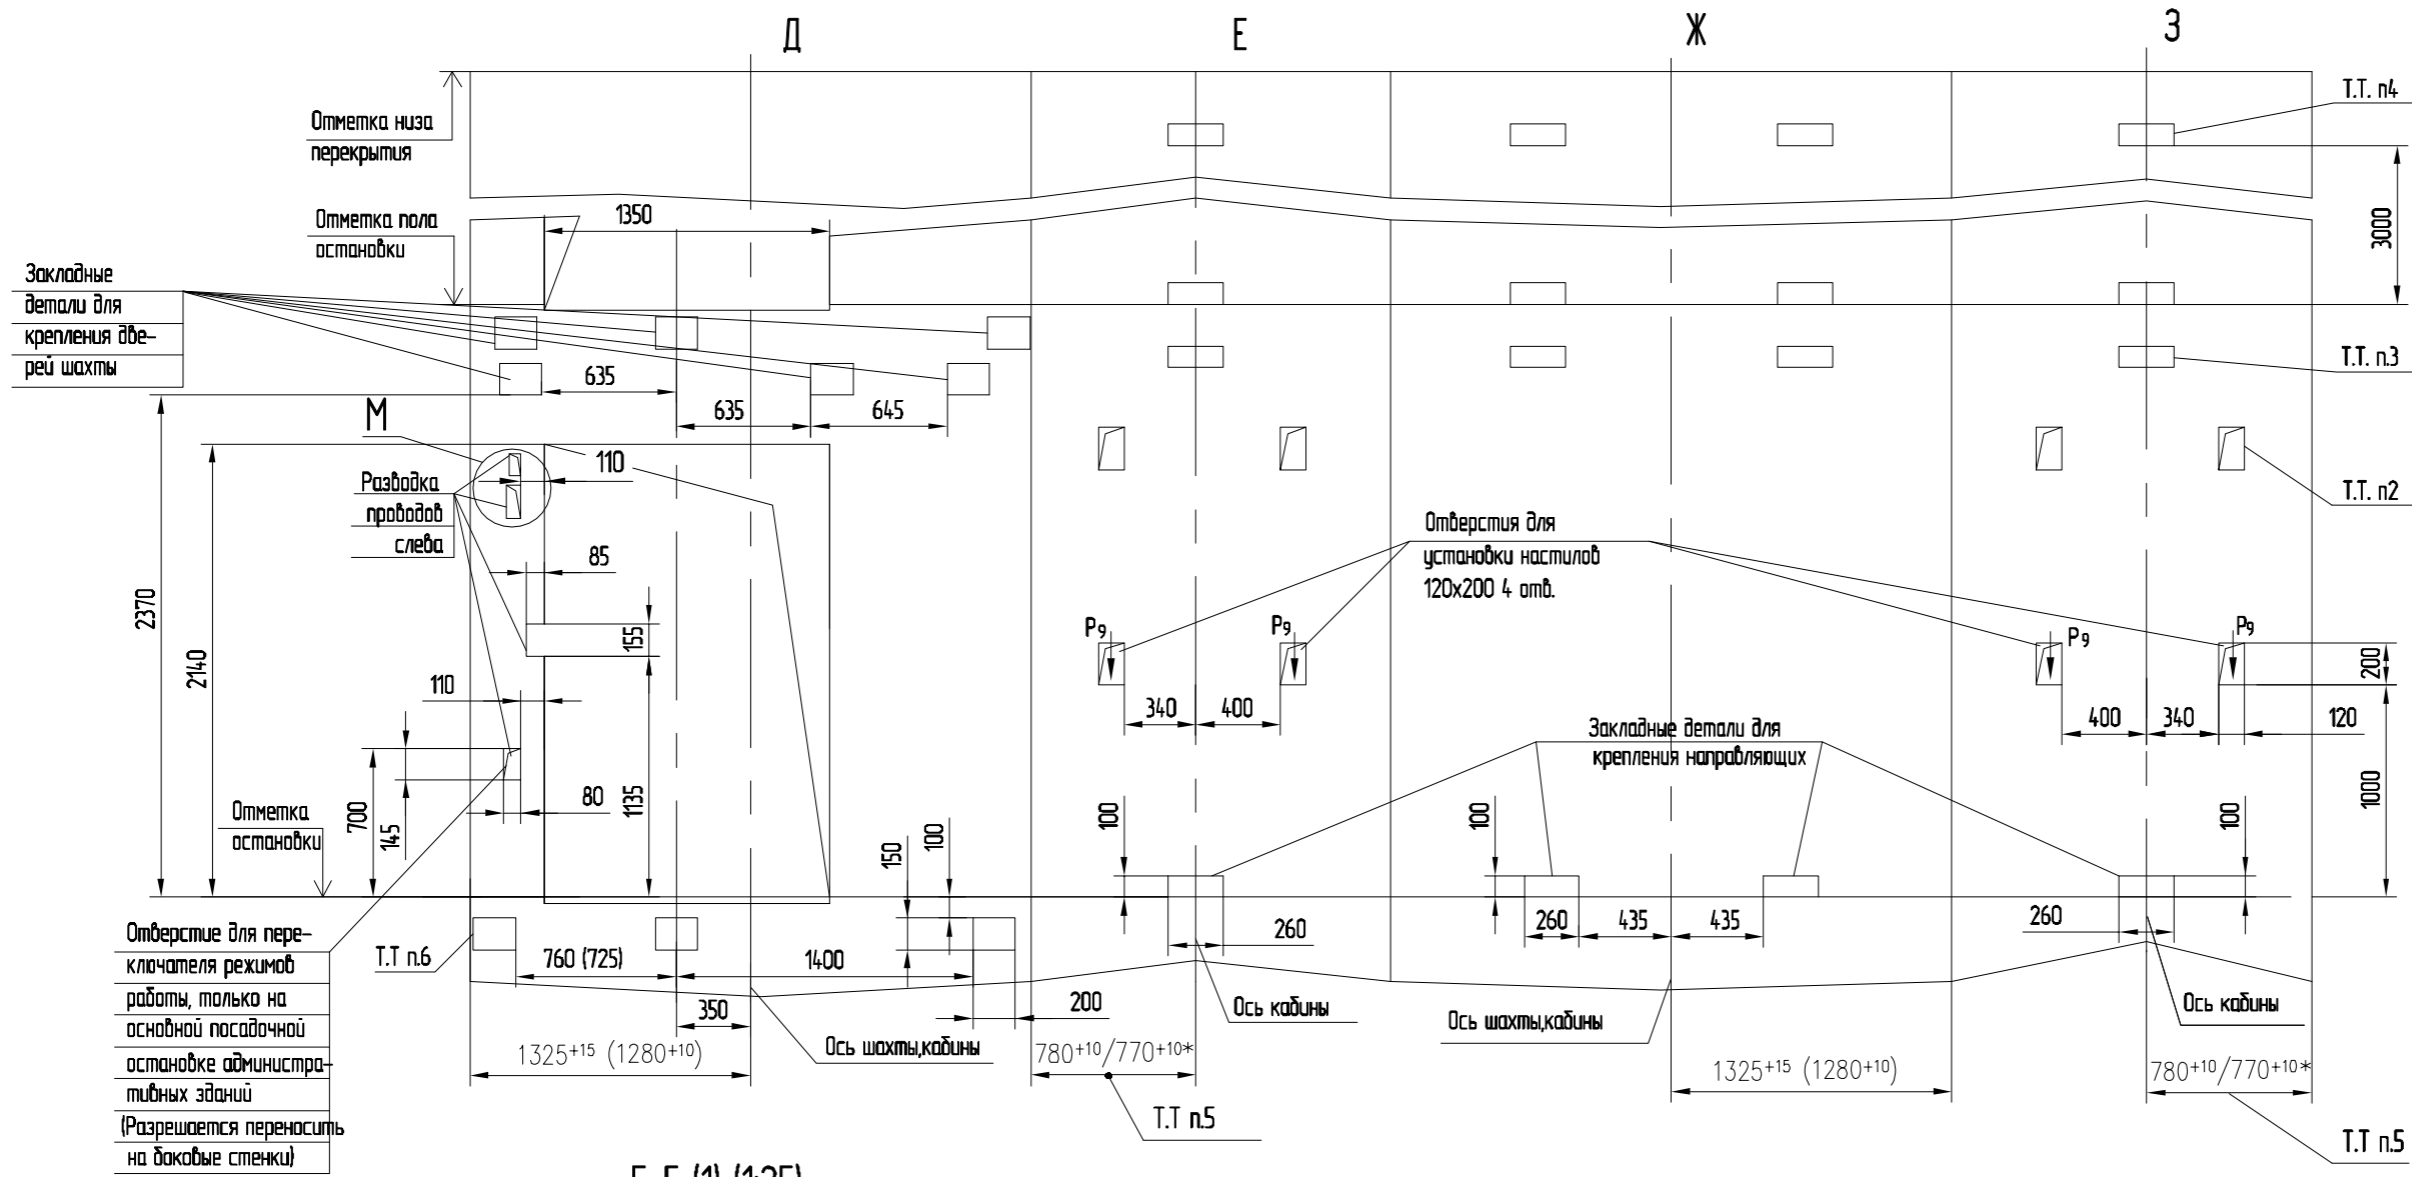 Д
Е
Ж
З
Т.Т. п4
Отметка низа
перекрытия
Отметка пола
остановки
1350
3000
Закладные
детали для
крепления две-
рей шахты
635
635
645
Т.Т. п.3
М
110
Разводка
проводов
слева
Т.Т. п2
Отверстия для
установки настилов
120х200 4 отв.
85
2370
2140
155
Р9
Р9
Р9
Р9
200
110
340
400
400
340
120
Закладные детали для
крепления направляющих
700
145
80
1135
1000
Отметка
остановки
150
100
100
100
100
Отверстие для пере-
ключателя режимов
работы, только на
основной посадочной
остановке администра-
тивных зданий
(Разрешается переносить
на боковые стенки)
Т.Т п.6
760 (725)
1400
260
260
435
435
260
350
200
Ось кабины
Ось шахты,кабины
Ось кабины
Ось шахты,кабины
1325+15 (1280+10)
780+10/770+10*
1325+15 (1280+10)
780+10/770+10*
Т.Т п.5
Т.Т п.5